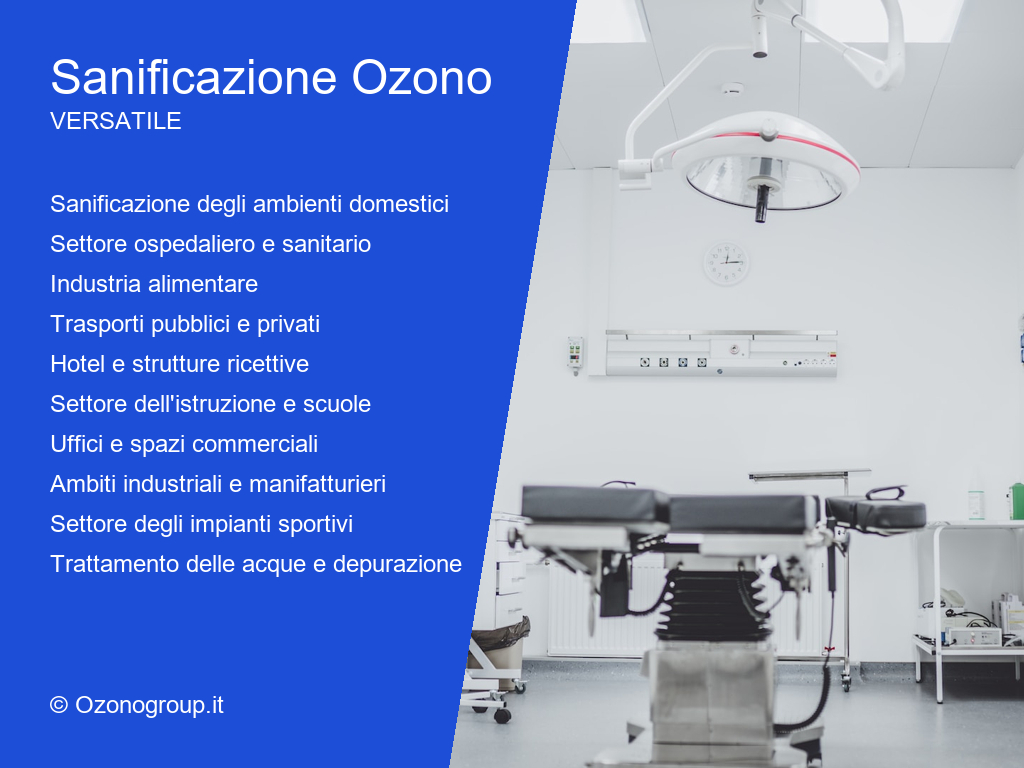 Sanificazione Ozono
VERSATILE
Sanificazione degli ambienti domestici
Settore ospedaliero e sanitario
Industria alimentare
Trasporti pubblici e privati
Hotel e strutture ricettive
Settore dell'istruzione e scuole
Uffici e spazi commerciali
Ambiti industriali e manifatturieri
Settore degli impianti sportivi
Trattamento delle acque e depurazione
© Ozonogroup.it